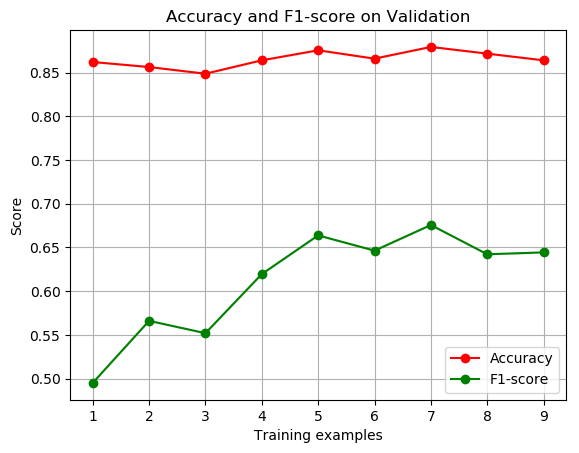 Accuracy and F1-score on Validation
Score
0.85
0.80
0.75
0.70
0.65
0.60
0.55
0.50
Accuracy
F1-score
1 2 3 4 5 6 7 8 9
Training examples